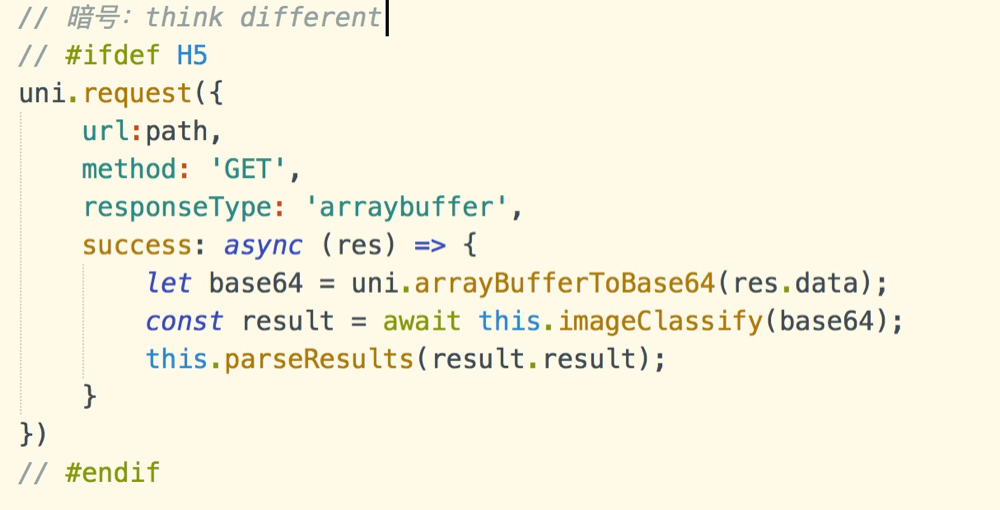 // 暗号：think different
// #ifdef H5
uni.request({
    url:path,
    method: 'GET',
    responseType: 'arraybuffer',
    success: async (res) => {
        let base64 = uni.arrayBufferToBase64(res.data);
        const result = await this.imageClassify(base64);
        this.parseResults(result.result);
    }
})
// #endif